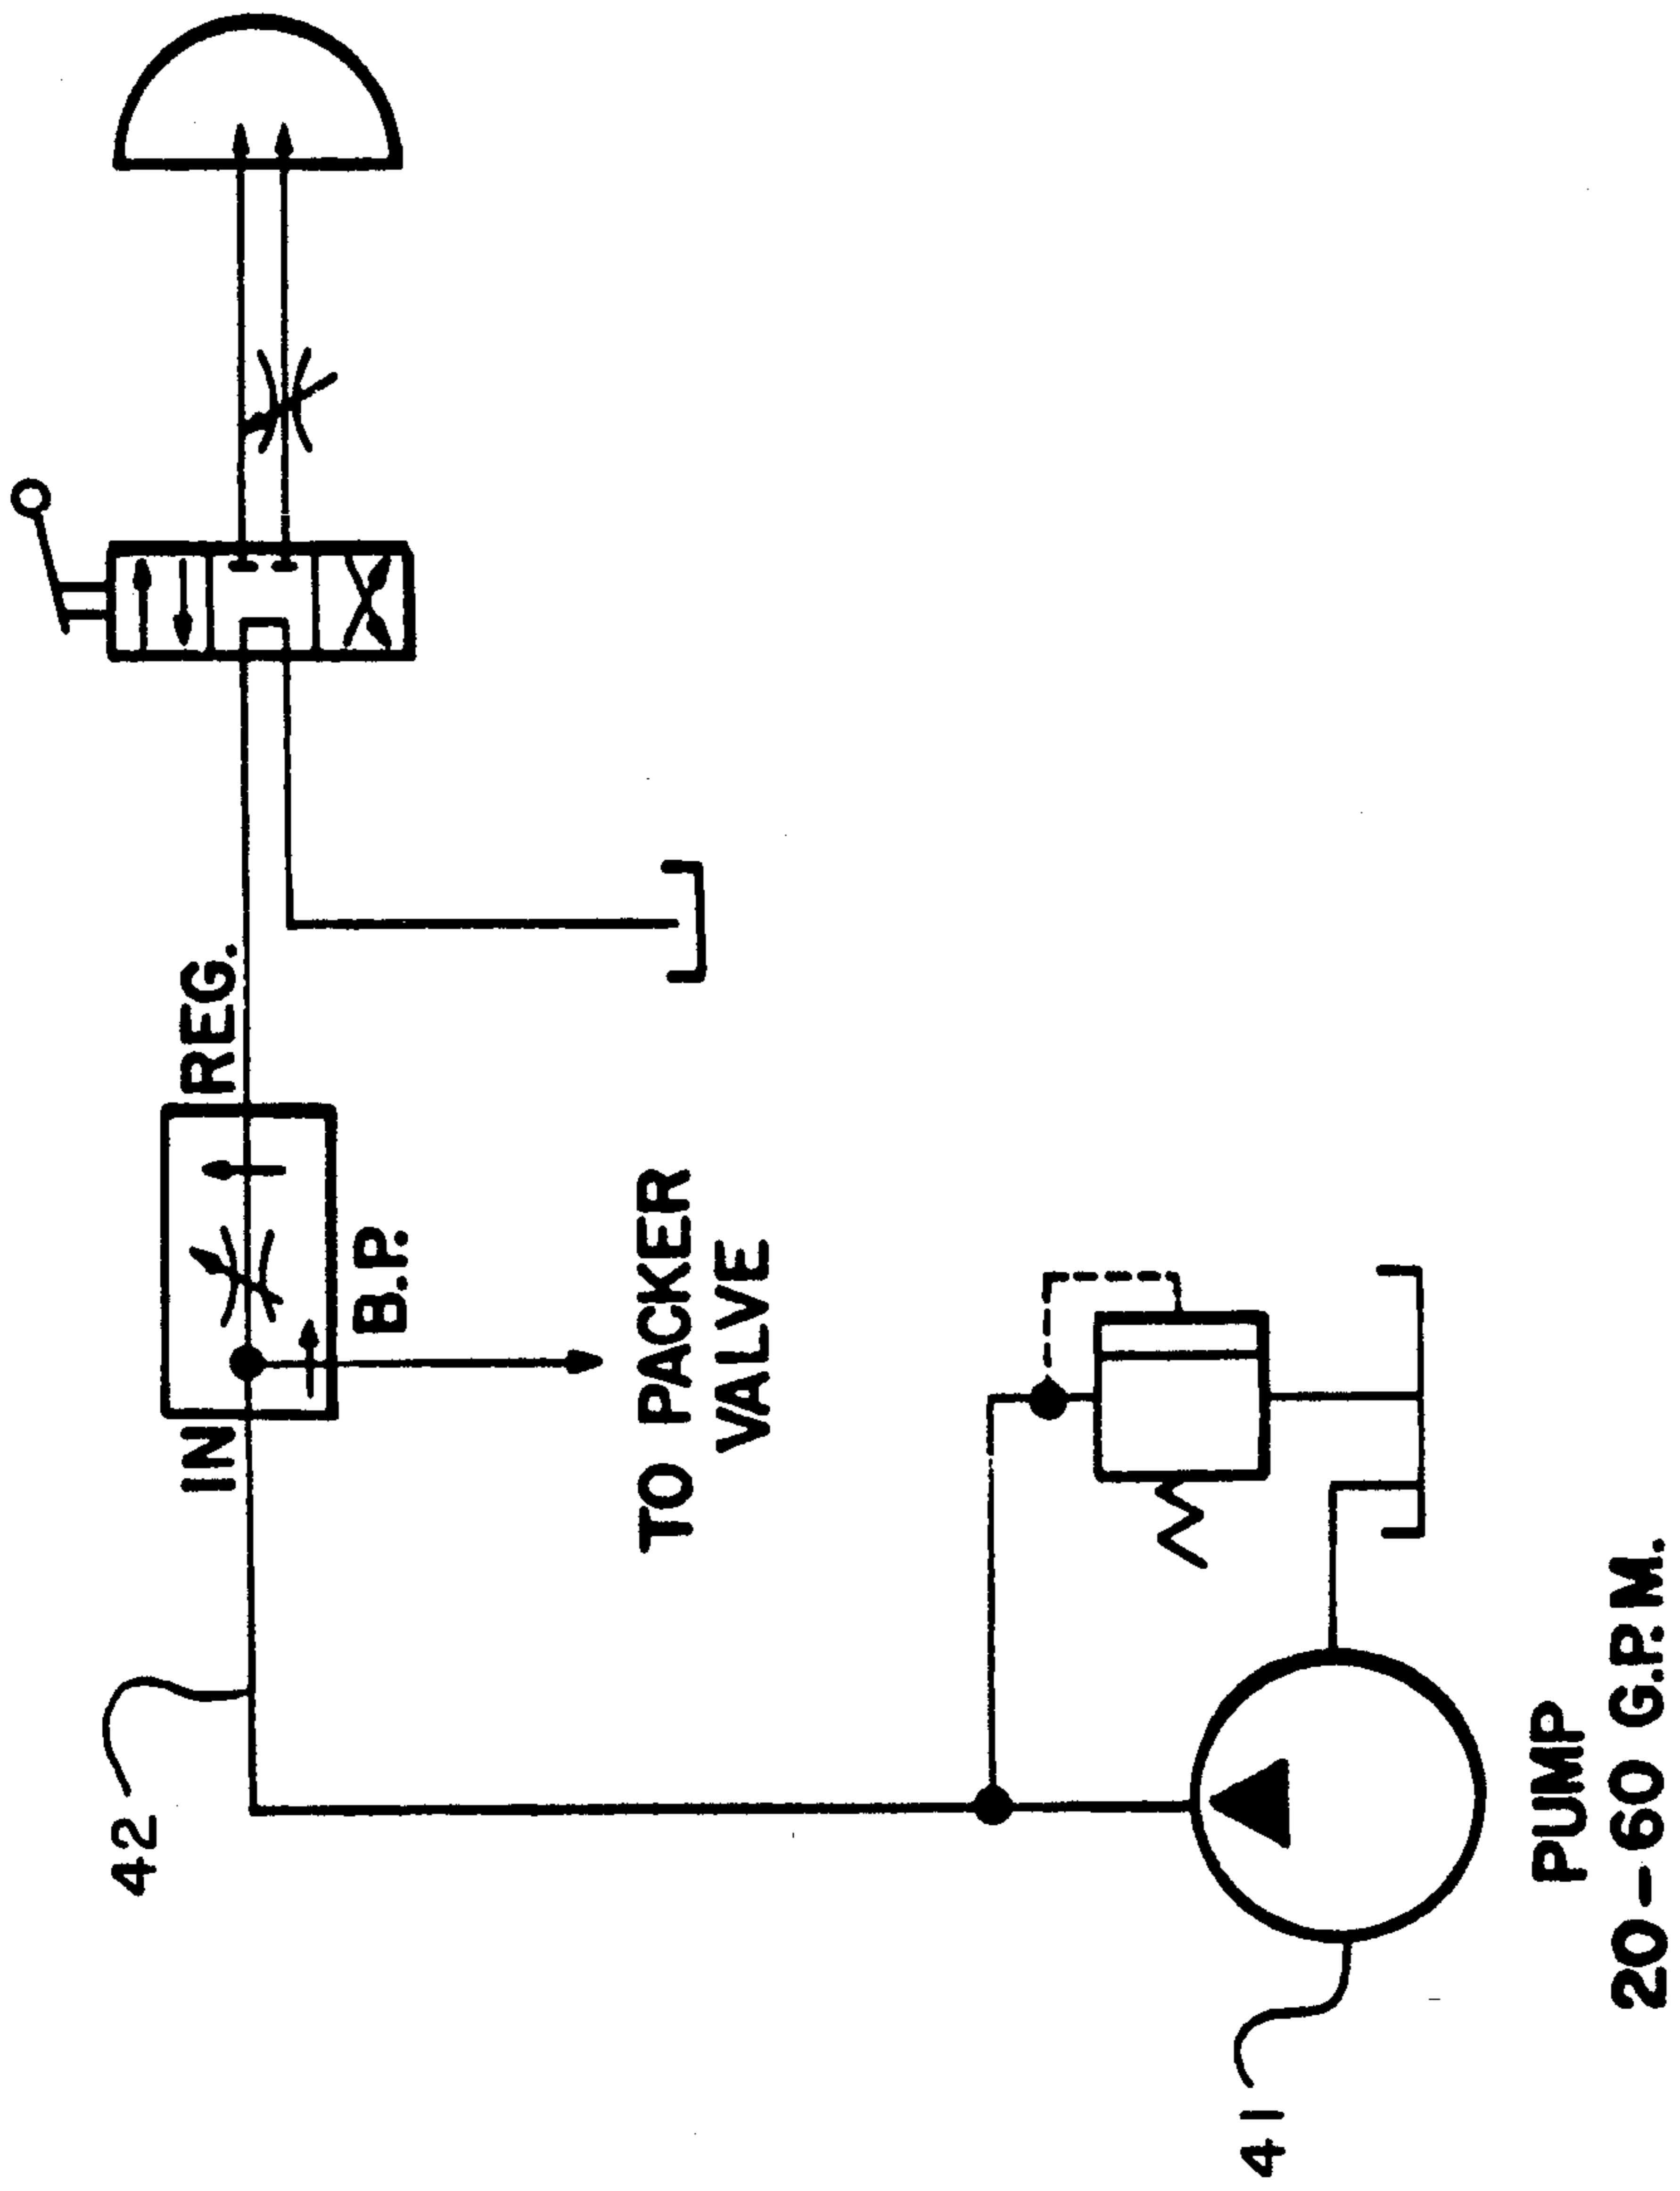 42
IN
REG.
B.P.
TO PACKER
VALVE
41
PUMP
20-60 G.P.M.